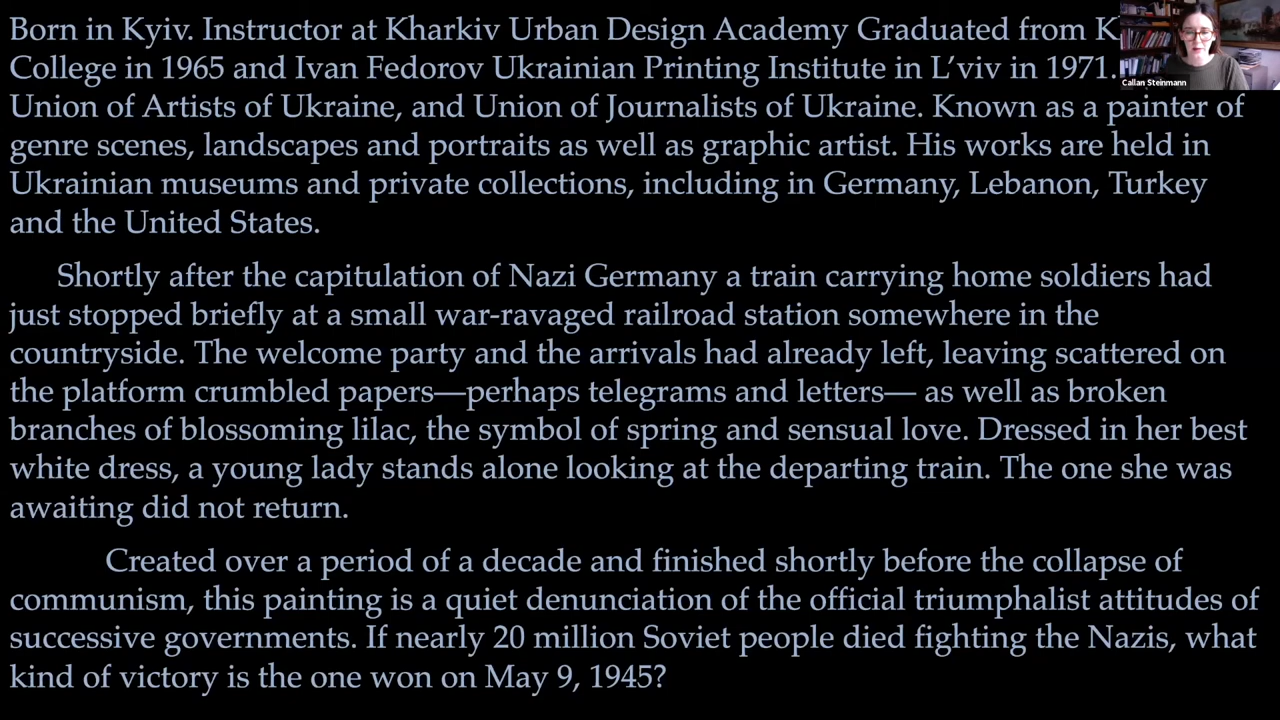 Born in Kyiv. Instructor at Kharkiv Urban Design Academy Graduated from
College in 1965 and Ivan Fedorov Ukrainian Printing Institute in L’viv in 1971.
Callan Steinmann
Union of Artists of Ukraine, and Union of Journalists of Ukraine. Known as a painter of
genre scenes, landscapes and portraits as well as graphic artist. His works are held in
Ukrainian museums and private collections, including in Germany, Lebanon, Turkey
and the United States.
Shortly after the capitulation of Nazi Germany a train carrying home soldiers had
just stopped briefly at a small war-ravaged railroad station somewhere in the
countryside. The welcome party and the arrivals had already left, leaving scattered on
the platform crumbled papers—perhaps telegrams and letters— as well as broken
branches of blossoming lilac, the symbol of spring and sensual love. Dressed in her best
white dress, a young lady stands alone looking at the departing train. The one she was
awaiting did not return.
Created over a period of a decade and finished shortly before the collapse of
communism, this painting is a quiet denunciation of the official triumphalist attitudes of
successive governments. If nearly 20 million Soviet people died fighting the Nazis, what
kind of victory is the one won on May 9, 1945?